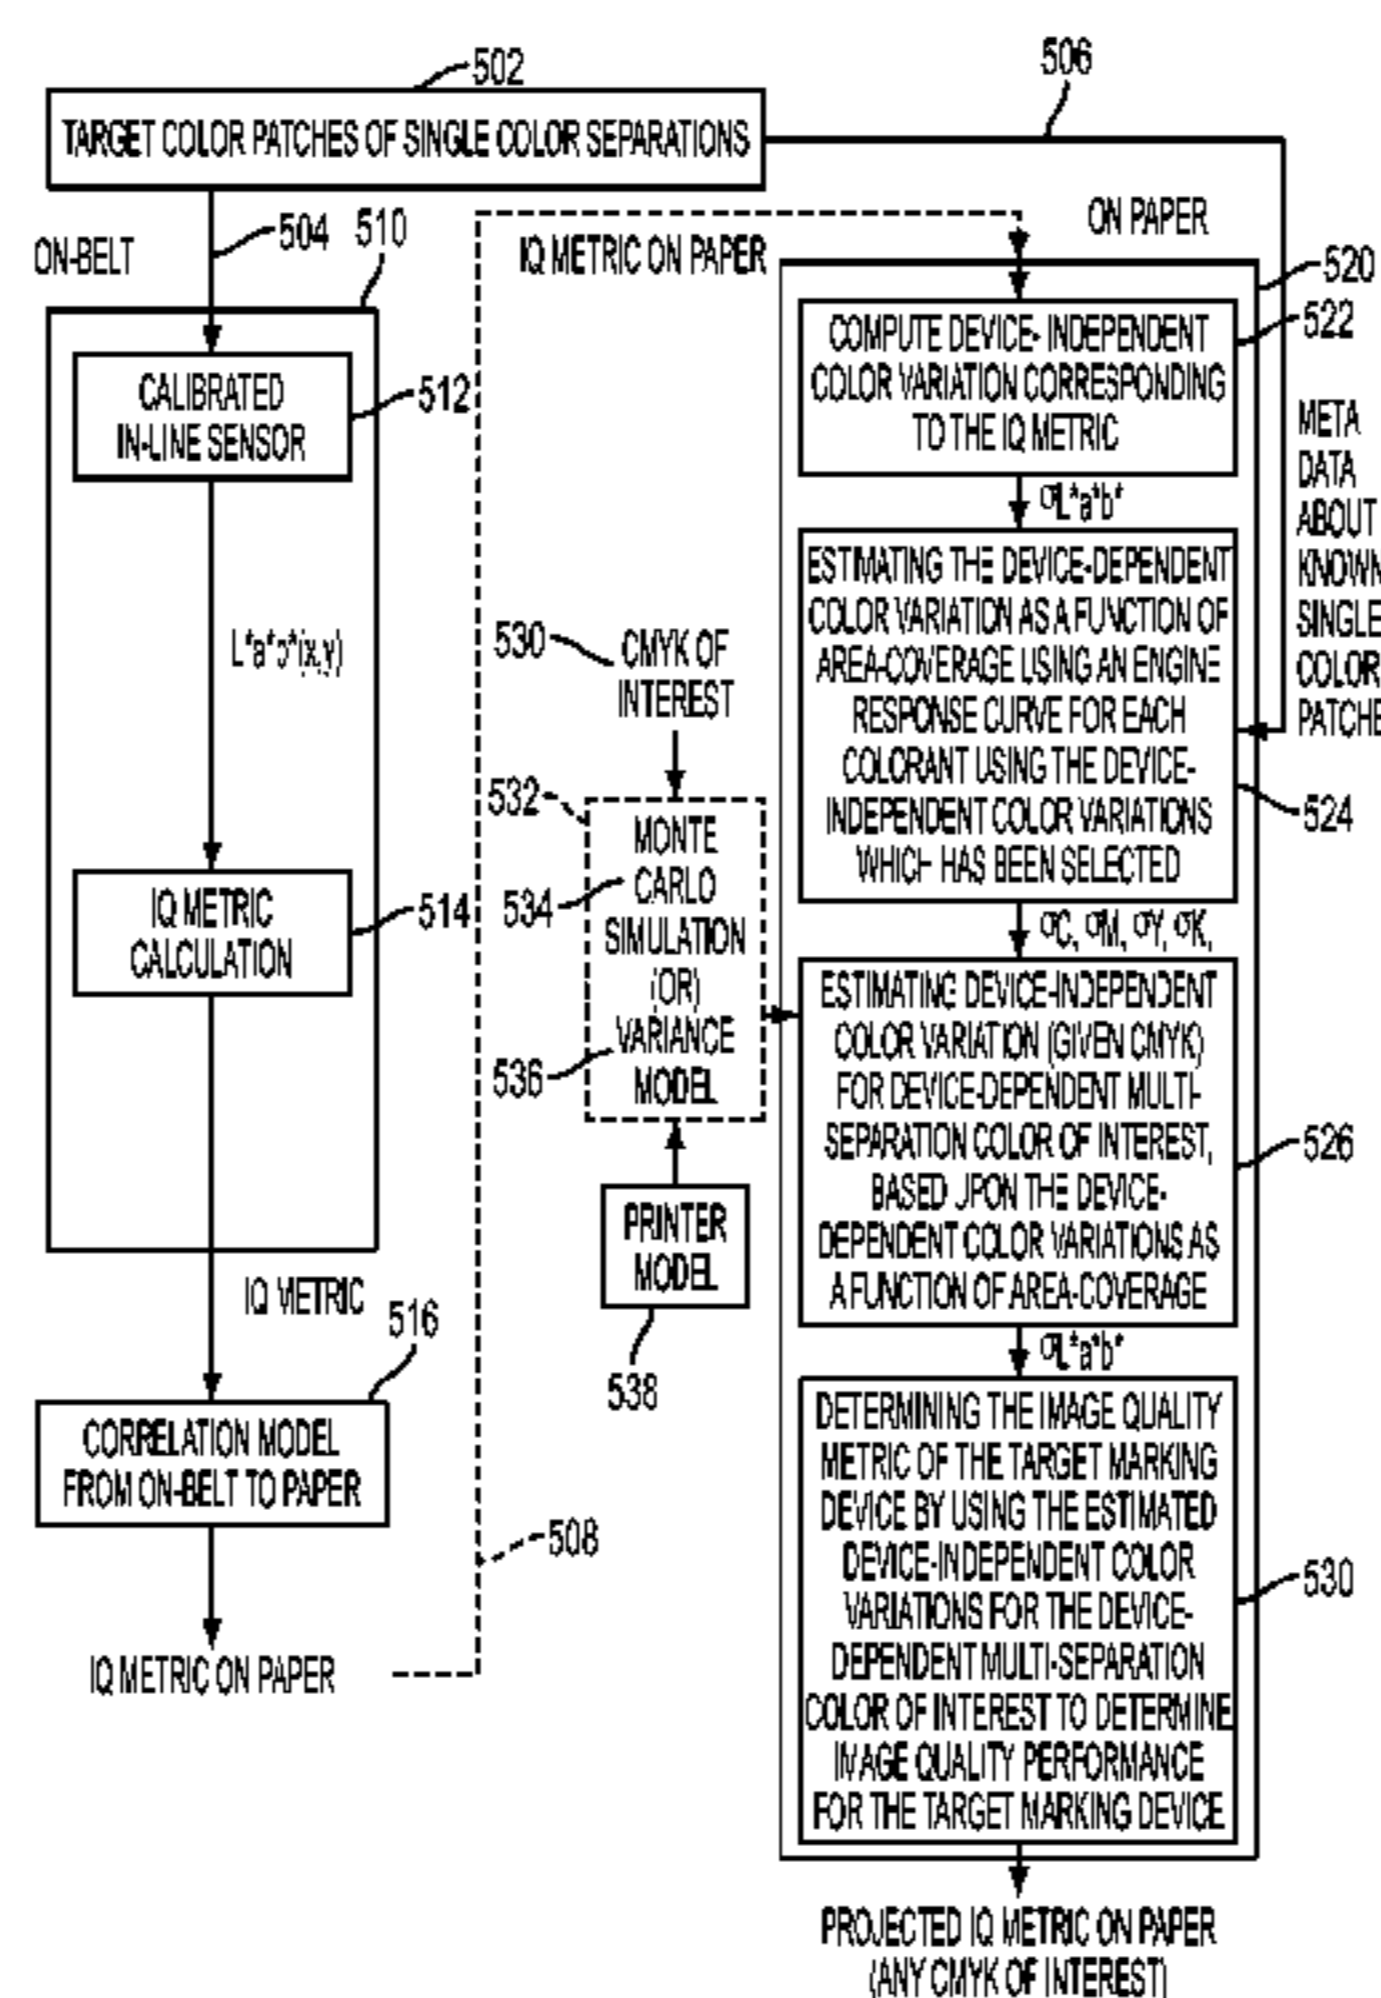 502
506
TARGET COLOR PATCHES OF SINGLE COLOR SEPARATIONS
ON-BELT
504
510
IQ METRIC ON PAPER
ON PAPER
520
CALIBRATED
IN-LINE SENSOR
512
L*a*b*(x,y)
IQ METRIC
CALCULATION
514
IQ METRIC
516
CORRELATION MODEL
FROM ON-BELT TO PAPER
IQ METRIC ON PAPER
508
530
CMYK OF
INTEREST
532
MONTE
CARLO
SIMULATION
(OR)
VARIANCE
MODEL
534
536
PRINTER
MODEL
538
COMPUTE DEVICE- INDEPENDENT
COLOR VARIATION CORRESPONDING
TO THE IQ METRIC
522
σL*a*b*
META
DATA
ABOUT
KNOWN
SINGLE
COLOR
PATCHE
ESTIMATING THE DEVICE-DEPENDENT
COLOR VARIATION AS A FUNCTION OF
AREA-COVERAGE USING AN ENGINE
RESPONSE CURVE FOR EACH
COLORANT USING THE DEVICE-
INDEPENDENT COLOR VARIATIONS
WHICH HAS BEEN SELECTED
524
σC, σM, σY, σK,
ESTIMATING DEVICE-INDEPENDENT
COLOR VARIATION (GIVEN CMYK)
FOR DEVICE-DEPENDENT MULTI-
SEPARATION COLOR OF INTEREST,
BASED UPON THE DEVICE-
DEPENDENT COLOR VARIATIONS AS
A FUNCTION OF AREA-COVERAGE
526
σL*a*b*
DETERMINING THE IMAGE QUALITY
METRIC OF THE TARGET MARKING
DEVICE BY USING THE ESTIMATED
DEVICE-INDEPENDENT COLOR
VARIATIONS FOR THE DEVICE-
DEPENDENT MULTI-SEPARATION
COLOR OF INTEREST TO DETERMINE
IMAGE QUALITY PERFORMANCE
FOR THE TARGET MARKING DEVICE
530
PROJECTED IQ METRIC ON PAPER
(ANY CMYK OF INTEREST)